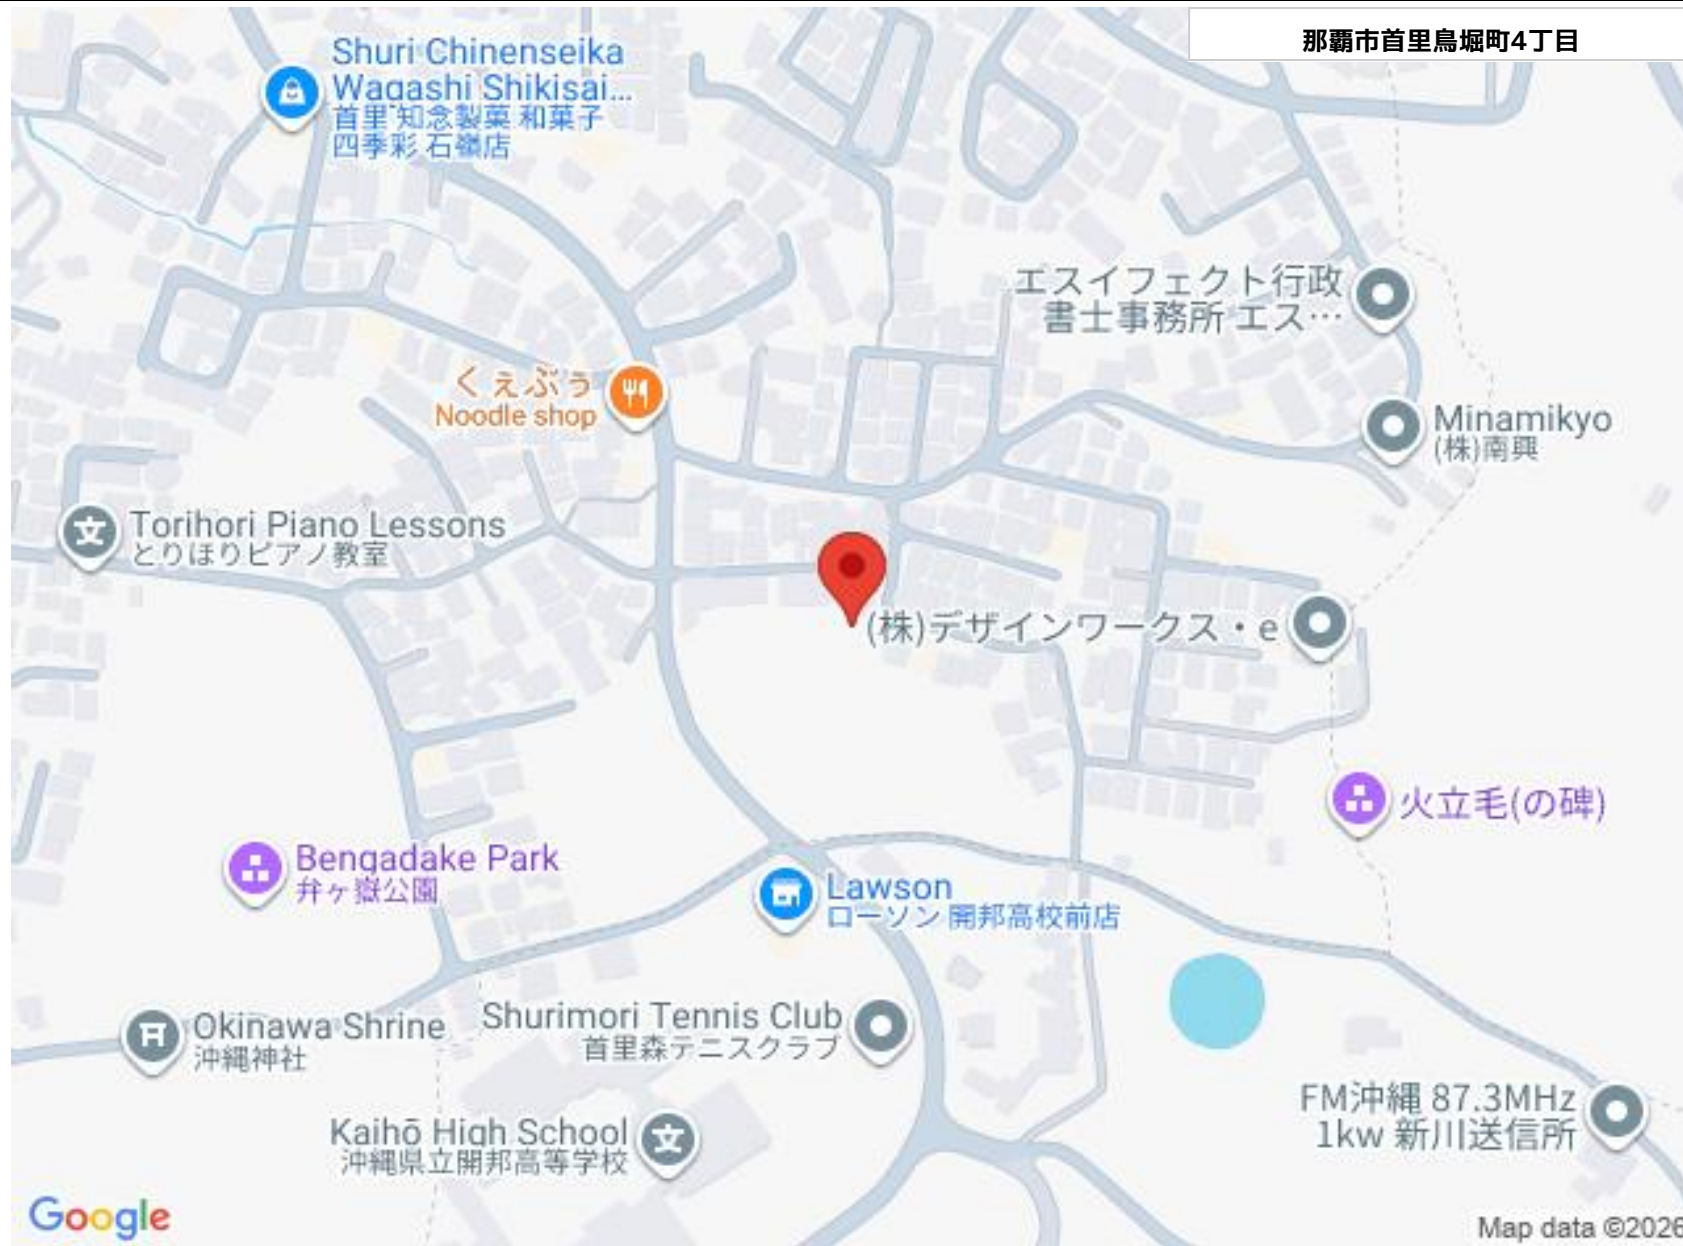 那覇市首里鳥堀町4丁目
Shuri Chinenseika
Wagashi Shikisai...
首里 知念製菓 和菓子
四季彩 石嶺店
エスイフェクト行政
書士事務所 エス…
くぇぶぅ
Noodle shop
Minamikyo
(株)南興
Torihori Piano Lessons
とりほりピアノ教室
(株)デザインワークス・e
火立毛(の碑)
Bengadake Park
弁ヶ嶽公園
Lawson
ローソン 開邦高校前店
Okinawa Shrine
沖縄神社
Shurimori Tennis Club
首里森テニスクラブ
FM沖縄 87.3MHz
1kw 新川送信所
Kaihō High School
沖縄県立開邦高等学校
Google
Map data ©2026